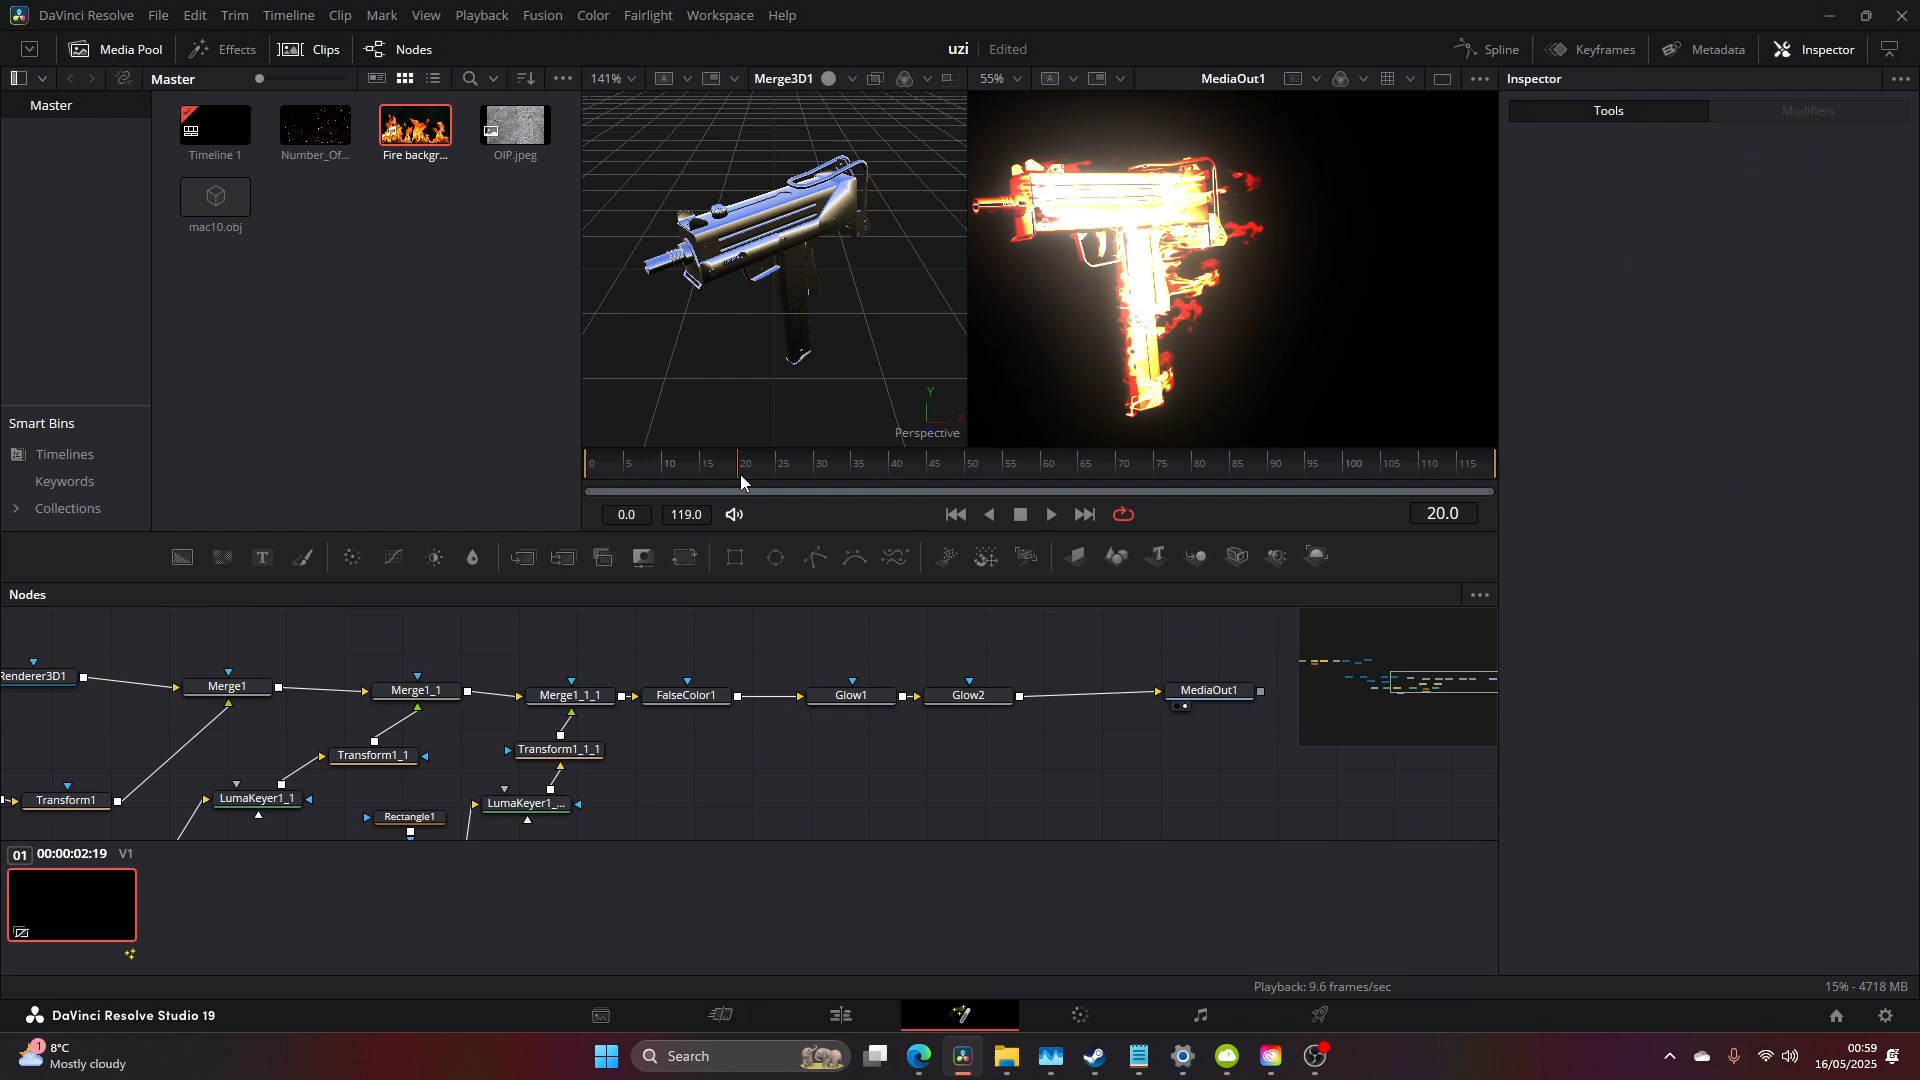 DaVinci Resolve File Edit Trim Timeline Clip Mark View Playback Fusion Color Fairlight Workspace Help
Media Pool Effects Clips Nodes uzi Edited Spline Keyframes Metadata Inspector
Master 141% A Merge3D1 55% A MediaOut1 Inspector
Master
Tools Modifiers
Timeline 1 Number_Of... Fire backgr... OIP.jpeg
mac10.obj
Y
X
Perspective
Smart Bins
Timelines
Keywords
Collections
0 5 10 15 20 25 30 35 40 45 50 55 60 65 70 75 80 85 90 95 100 105 110 115
0.0 119.0 20.0
T T
Nodes
Renderer3D1 Merge1 Merge1_1 Merge1_1_1 FalseColor1 Glow1 Glow2 MediaOut1
Transform1_1 Transform1_1_1
Transform1 LumaKeyer1_1 LumaKeyer1_...
Rectangle1
01 00:00:02:19 V1
Playback: 9.6 frames/sec 15% - 4718 MB
DaVinci Resolve Studio 19
1 8°C
Mostly cloudy
Search
00:59
16/05/2025